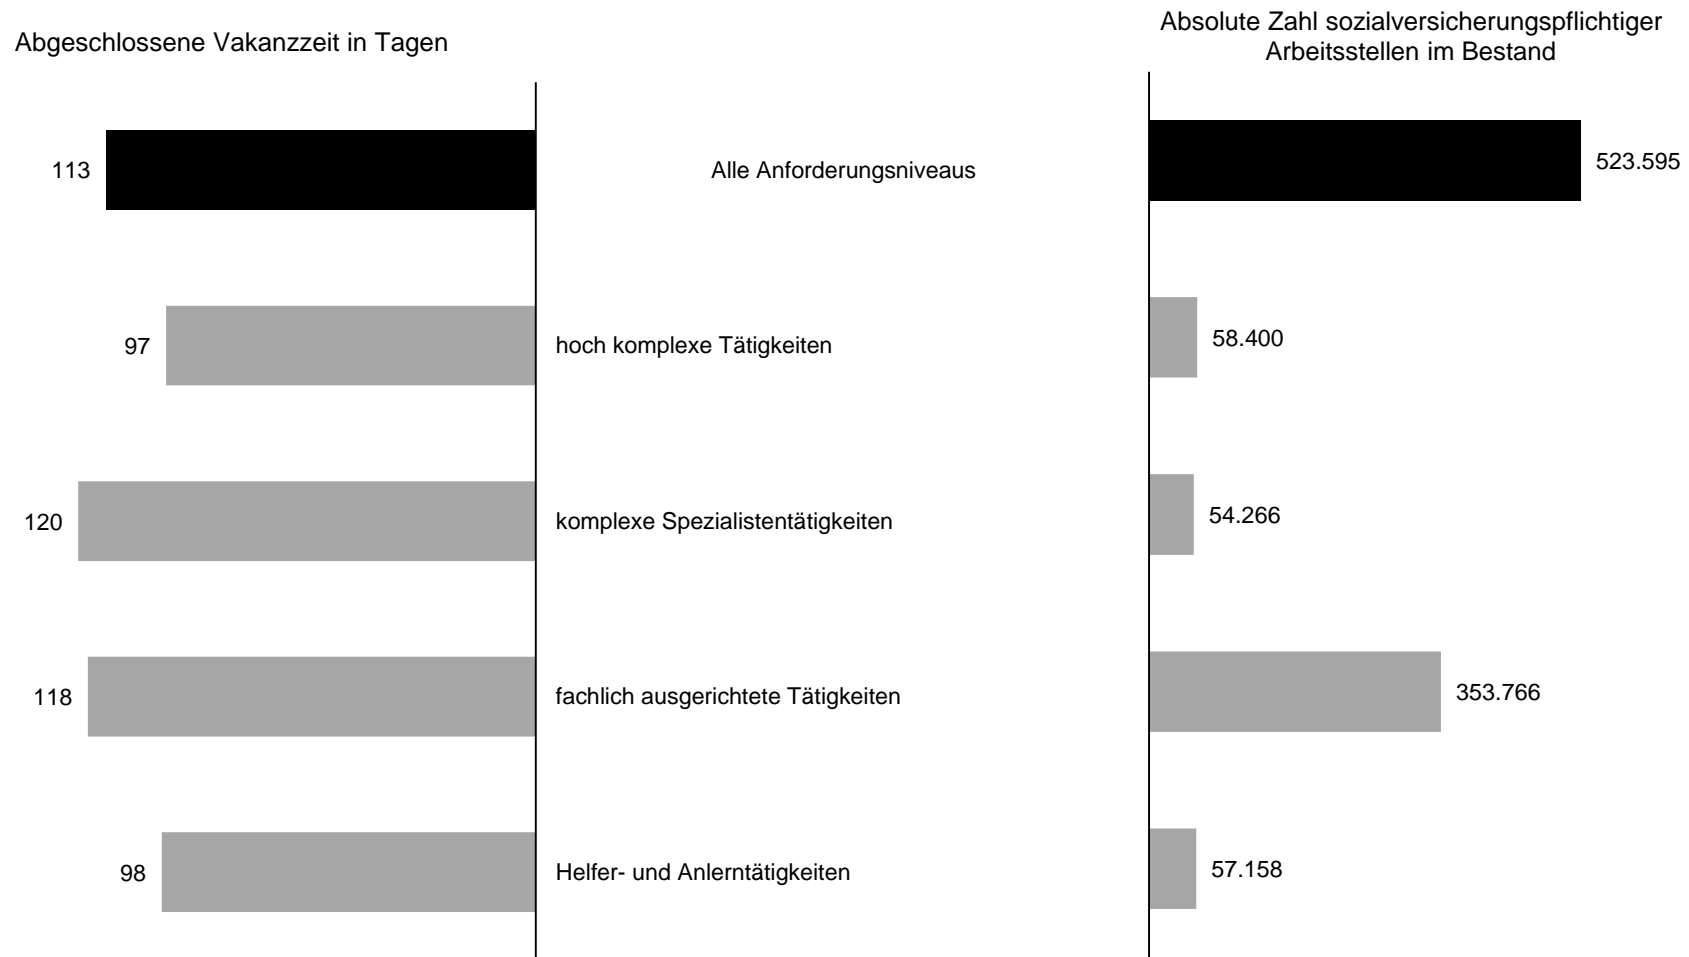 Abgeschlossene Vakanzzeit in Tagen
Absolute Zahl sozialversicherungspflichtiger
Arbeitsstellen im Bestand
113
Alle Anforderungsniveaus
523.595
97
hoch komplexe Tätigkeiten
58.400
120
komplexe Spezialistentätigkeiten
54.266
118
fachlich ausgerichtete Tätigkeiten
353.766
98
Helfer- und Anlerntätigkeiten
57.158